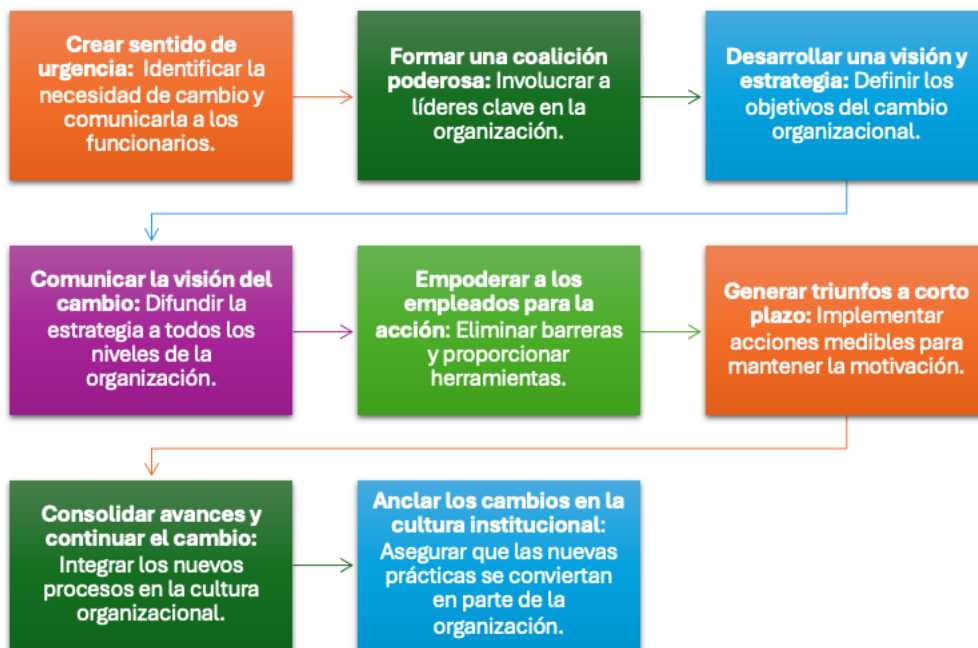 Crear sentido de
urgencia: Identificar la
necesidad de cambio y
comunicarla a los
funcionarios.
Formar una coalición
poderosa: Involucrar a
líderes clave en la
organización.
Desarrollar una visión y
estrategia: Definir los
objetivos del cambio
organizacional.
Comunicar la visión del
cambio: Difundir la
estrategia a todos los
niveles de la
organización.
Empoderar a los
empleados para la
acción: Eliminar barreras
y proporcionar
herramientas.
Generar triunfos a corto
plazo: Implementar
acciones medibles para
mantener la motivación.
Consolidar avances y
continuar el cambio:
Integrar los nuevos
procesos en la cultura
organizacional.
Anclar los cambios en la
cultura institucional:
Asegurar que las nuevas
prácticas se conviertan
en parte de la
organización.